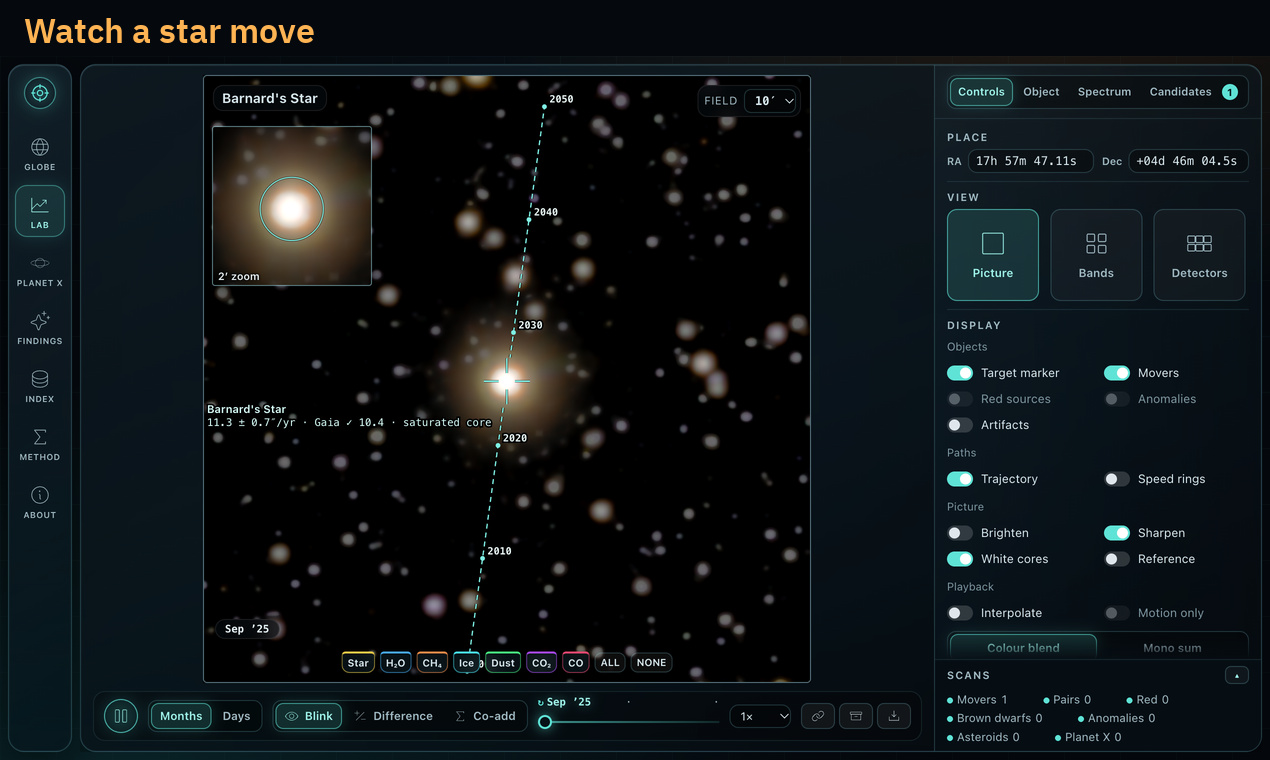 Watch a star move
GLOBE
LAB
PLANET X
FINDINGS
INDEX
METHOD
ABOUT
Barnard's Star
FIELD 10′
2′ zoom
2050
2040
2030
2020
2010
Barnard's Star
11.3 ± 0.7″/yr · Gaia ✓ 10.4 · saturated core
Sep ’25
Star H₂O CH₄ Ice Dust CO₂ CO ALL NONE
Months Days Blink Difference Co-add
↻ Sep ’25
1×
Controls Object Spectrum Candidates 1
PLACE
RA 17h 57m 47.11s Dec +04d 46m 04.5s
VIEW
Picture Bands Detectors
DISPLAY
Objects
Target marker Movers
Red sources Anomalies
Artifacts
Paths
Trajectory Speed rings
Picture
Brighten Sharpen
White cores Reference
Playback
Interpolate Motion only
Colour blend Mono sum
SCANS
Movers 1 Pairs 0 Red 0
Brown dwarfs 0 Anomalies 0
Asteroids 0 Planet X 0